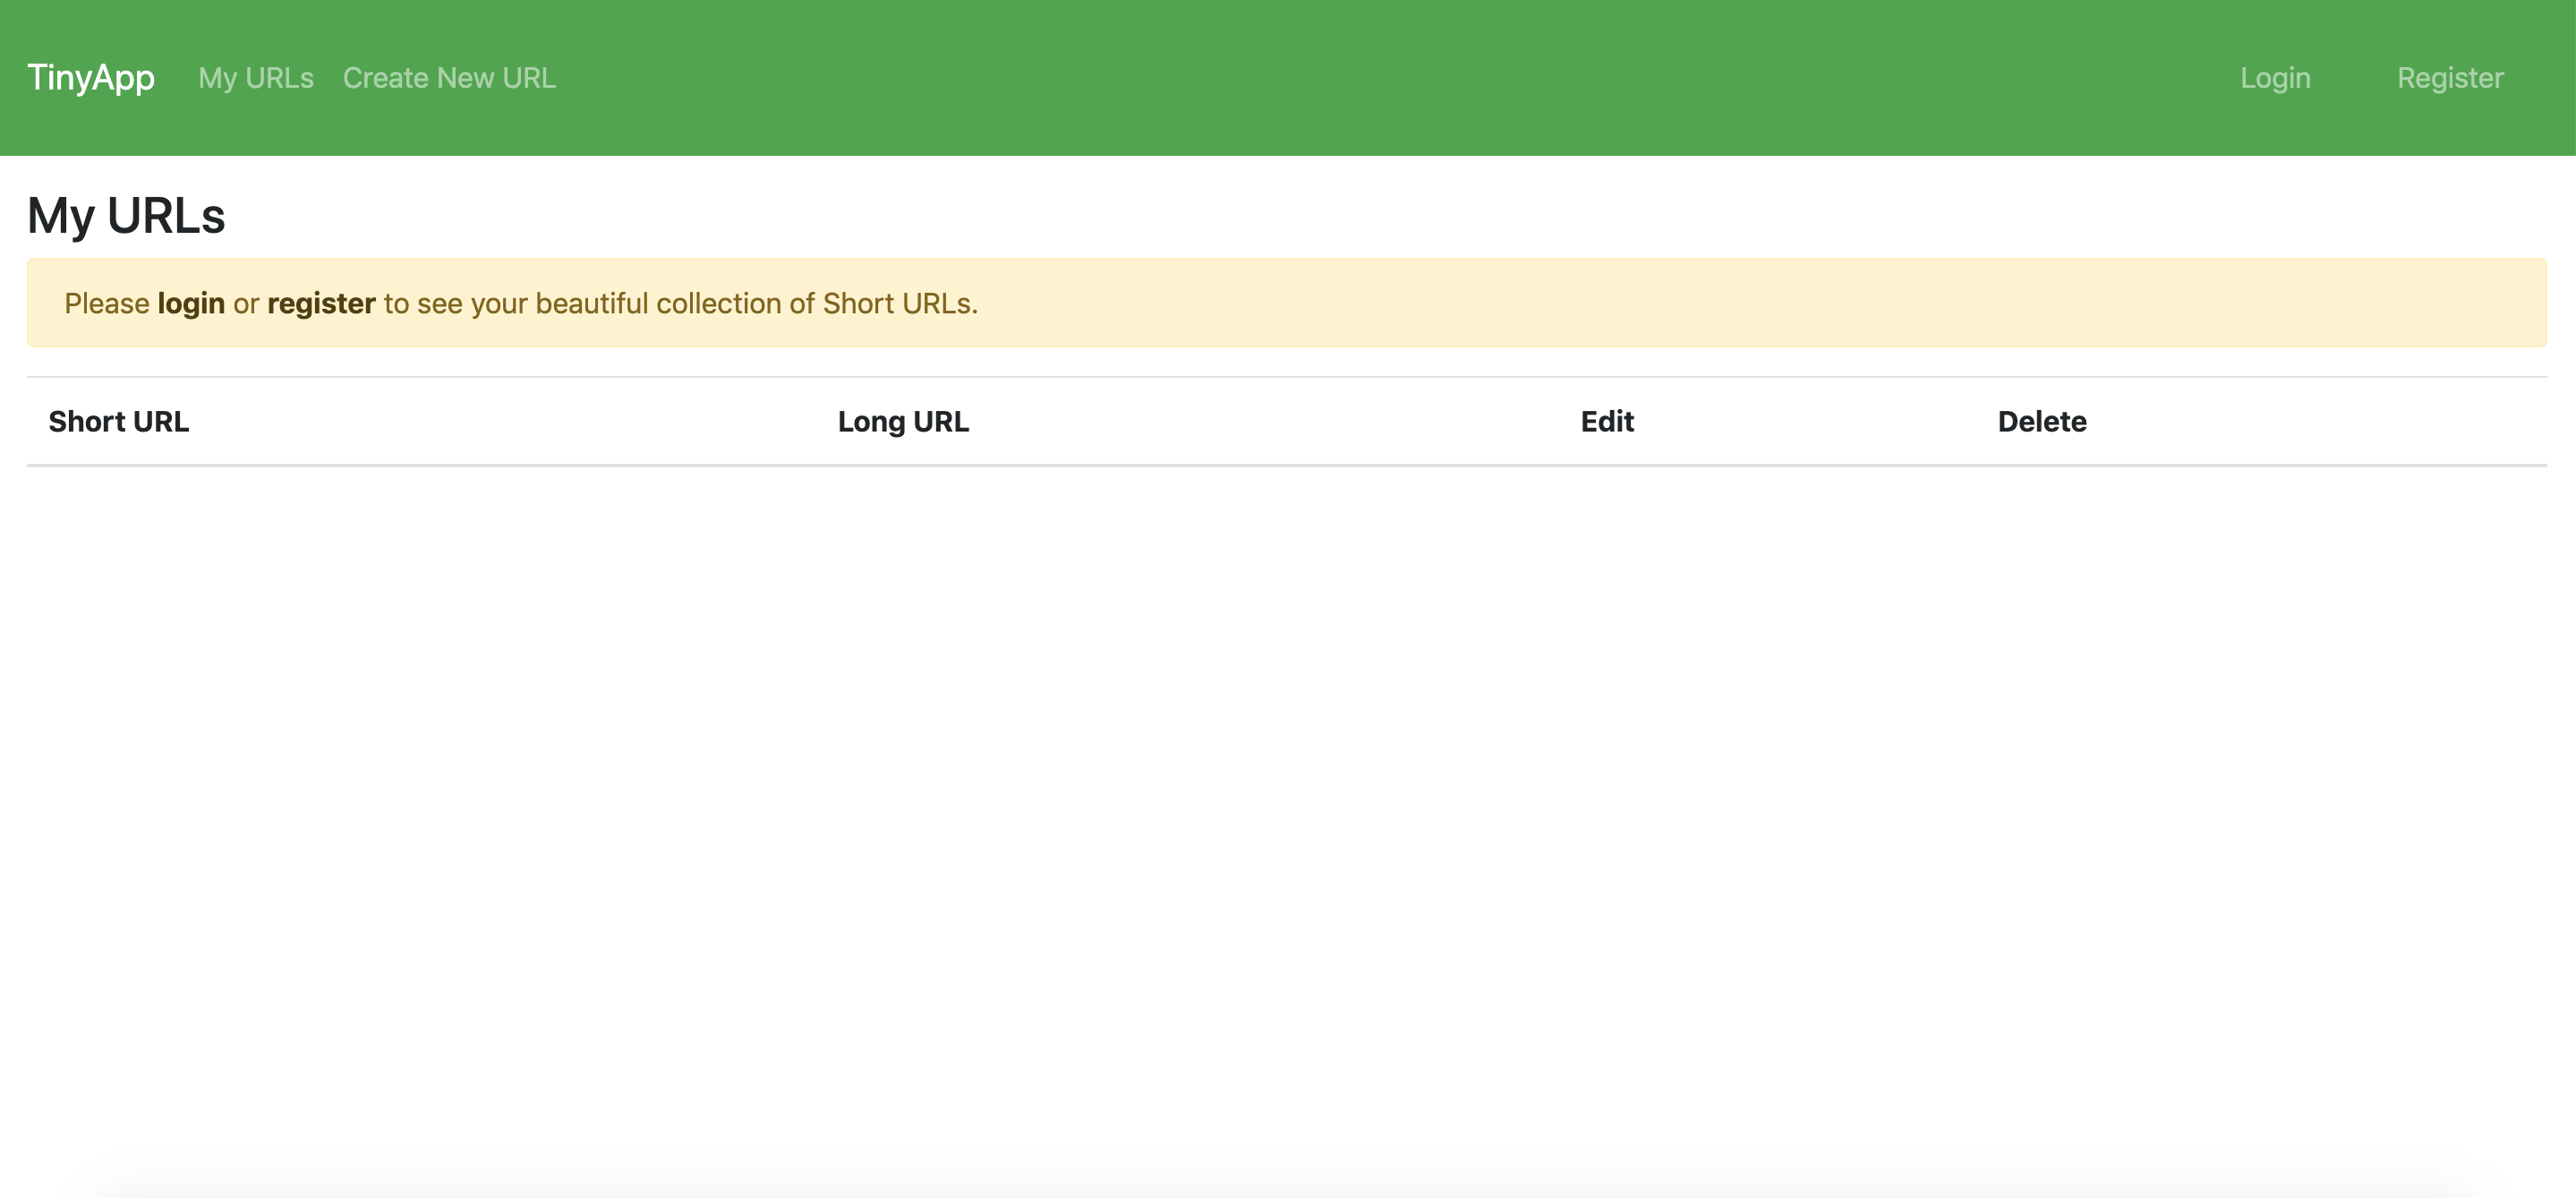 TinyApp My URLs Create New URL Login Register
My URLs
Please login or register to see your beautiful collection of Short URLs.
Short URL Long URL Edit Delete